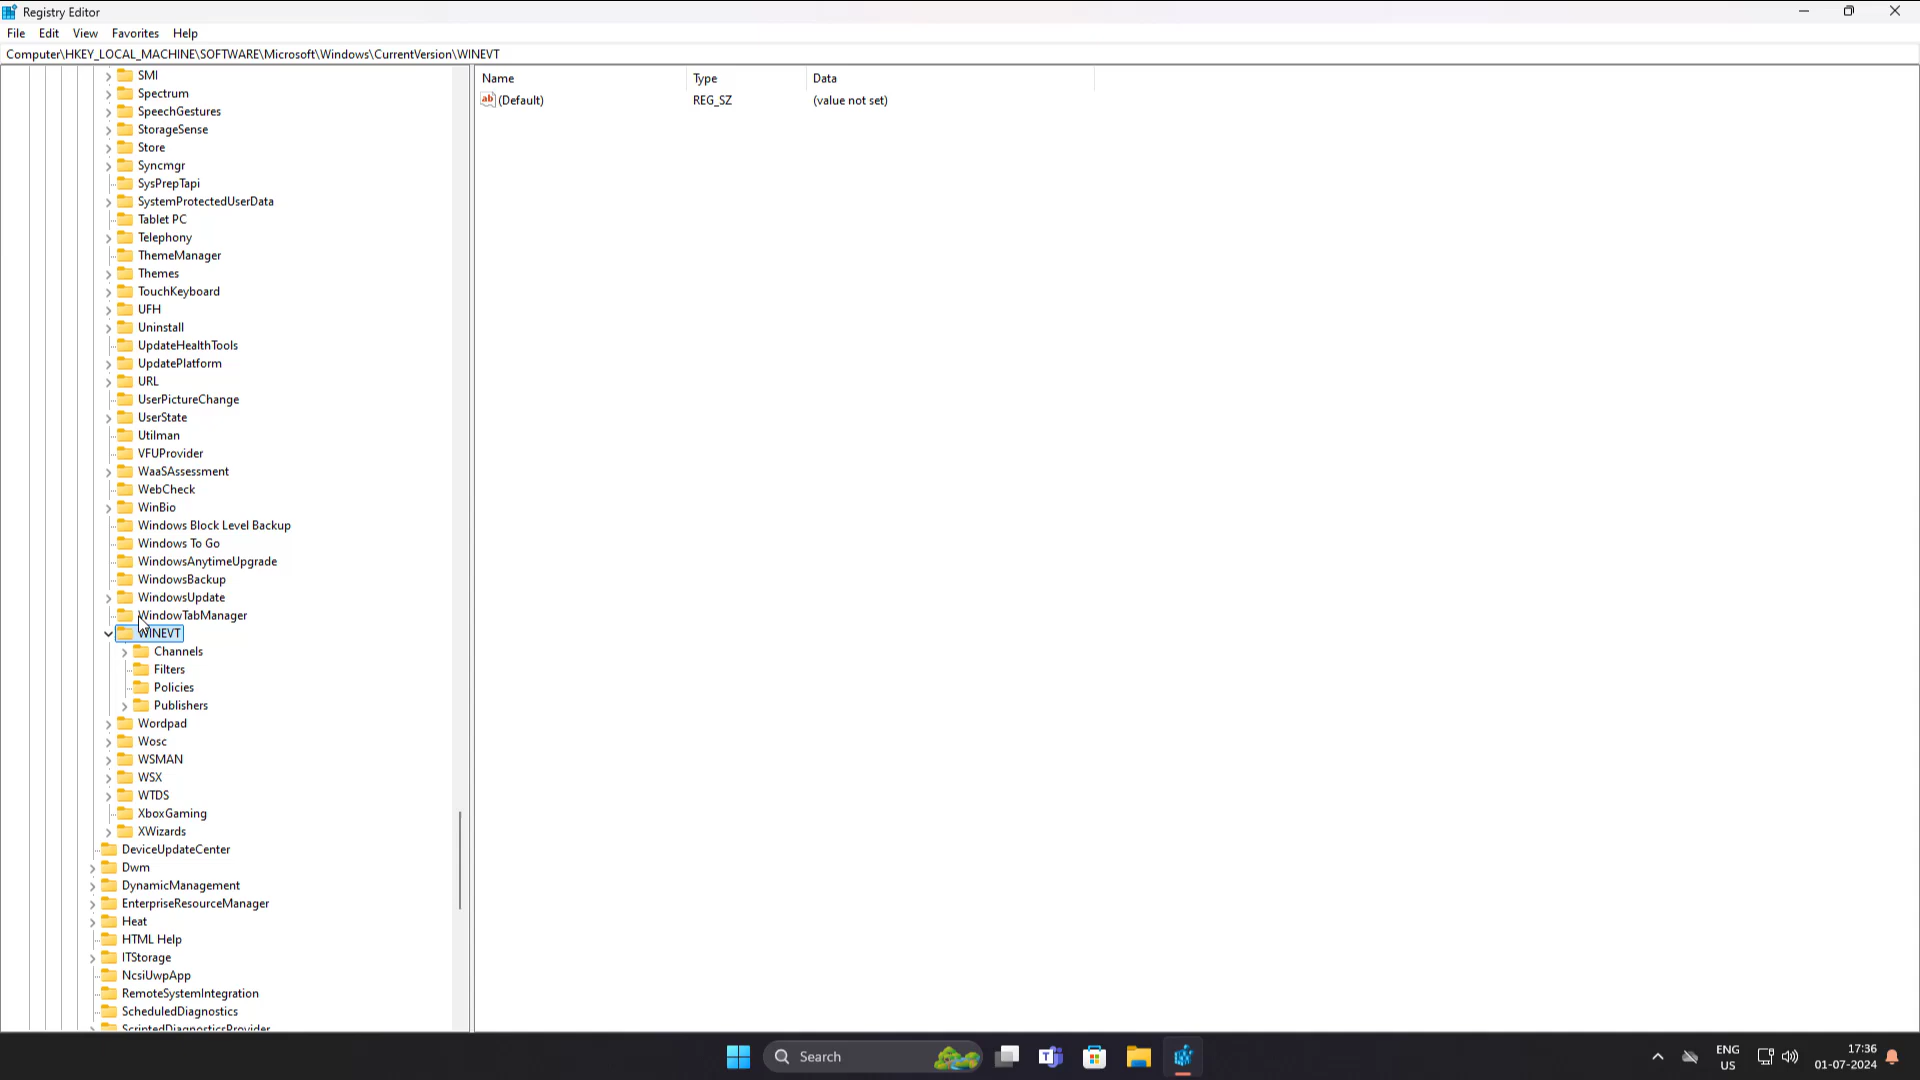 Registry Editor
File Edit View Favorites Help
Computer\HKEY_LOCAL_MACHINE\SOFTWARE\Microsoft\Windows\CurrentVersion\WINEVT
Name Type Data
ab (Default) REG_SZ (value not set)
SMI
Spectrum
SpeechGestures
StorageSense
Store
Syncmgr
SysPrepTapi
SystemProtectedUserData
Tablet PC
Telephony
ThemeManager
Themes
TouchKeyboard
UFH
Uninstall
UpdateHealthTools
UpdatePlatform
URL
UserPictureChange
UserState
Utilman
VFUProvider
WaaSAssessment
WebCheck
WinBio
Windows Block Level Backup
Windows To Go
WindowsAnytimeUpgrade
WindowsBackup
WindowsUpdate
WindowTabManager
WINEVT
Channels
Filters
Policies
Publishers
Wordpad
Wosc
WSMAN
WSX
WTDS
XboxGaming
XWizards
DeviceUpdateCenter
Dwm
DynamicManagement
EnterpriseResourceManager
Heat
HTML Help
ITStorage
NcsiUwpApp
RemoteSystemIntegration
ScheduledDiagnostics
ScriptedDiagnosticsProvider
Search
ENG
US
17:36
01-07-2024